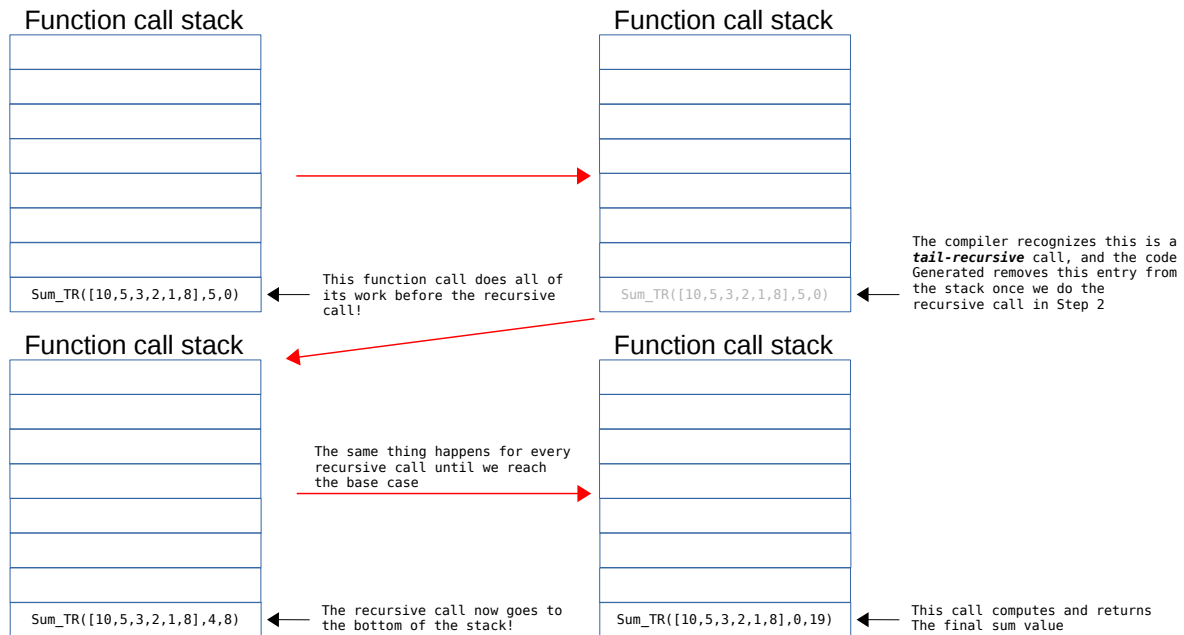 Function call stack
Function call stack
Sum_TR([10,5,3,2,1,8],5,0)
This function call does all of
its work before the recursive
call!
Sum_TR([10,5,3,2,1,8],5,0)
The compiler recognizes this is a
tail-recursive call, and the code
Generated removes this entry from
the stack once we do the
recursive call in Step 2
Function call stack
Function call stack
The same thing happens for every
recursive call until we reach
the base case
Sum_TR([10,5,3,2,1,8],4,8)
The recursive call now goes to
the bottom of the stack!
Sum_TR([10,5,3,2,1,8],0,19)
This call computes and returns
The final sum value